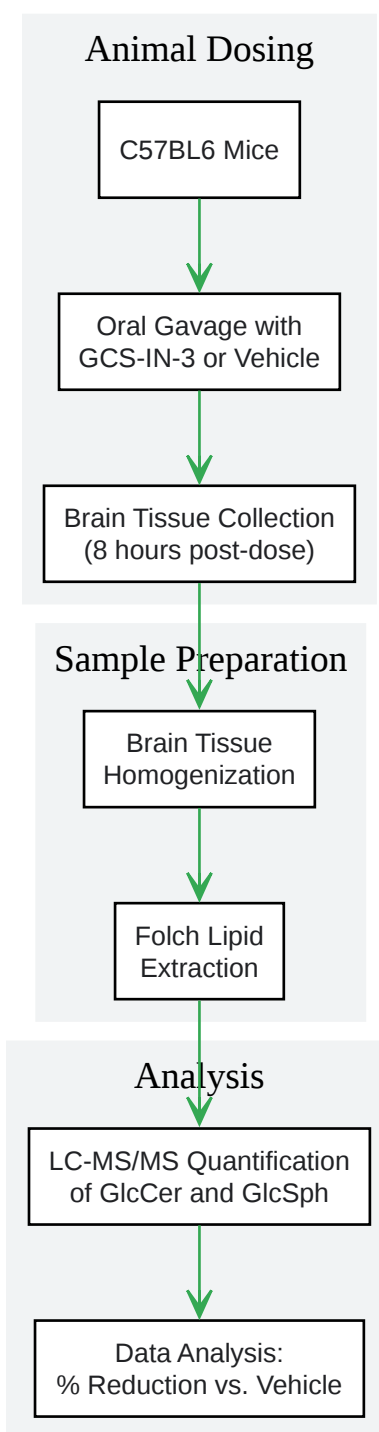 Animal Dosing
C57BL6 Mice
Oral Gavage with
GCS-IN-3 or Vehicle
Brain Tissue Collection
(8 hours post-dose)
Sample Preparation
Brain Tissue
Homogenization
Folch Lipid
Extraction
Analysis
LC-MS/MS Quantification
of GlcCer and GlcSph
Data Analysis:
% Reduction vs. Vehicle